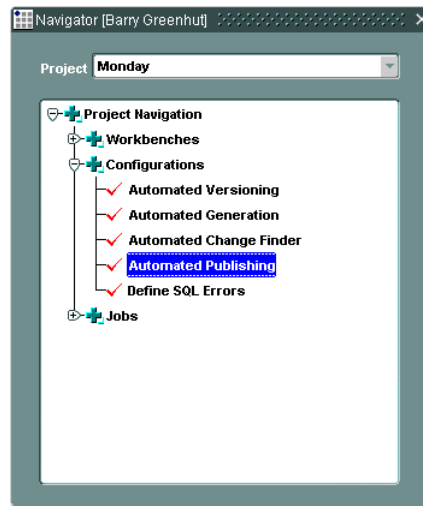 Navigator [Barry Greenhut]
Project Monday
Project Navigation
Workbenches
Configurations
Automated Versioning
Automated Generation
Automated Change Finder
Automated Publishing
Define SQL Errors
Jobs